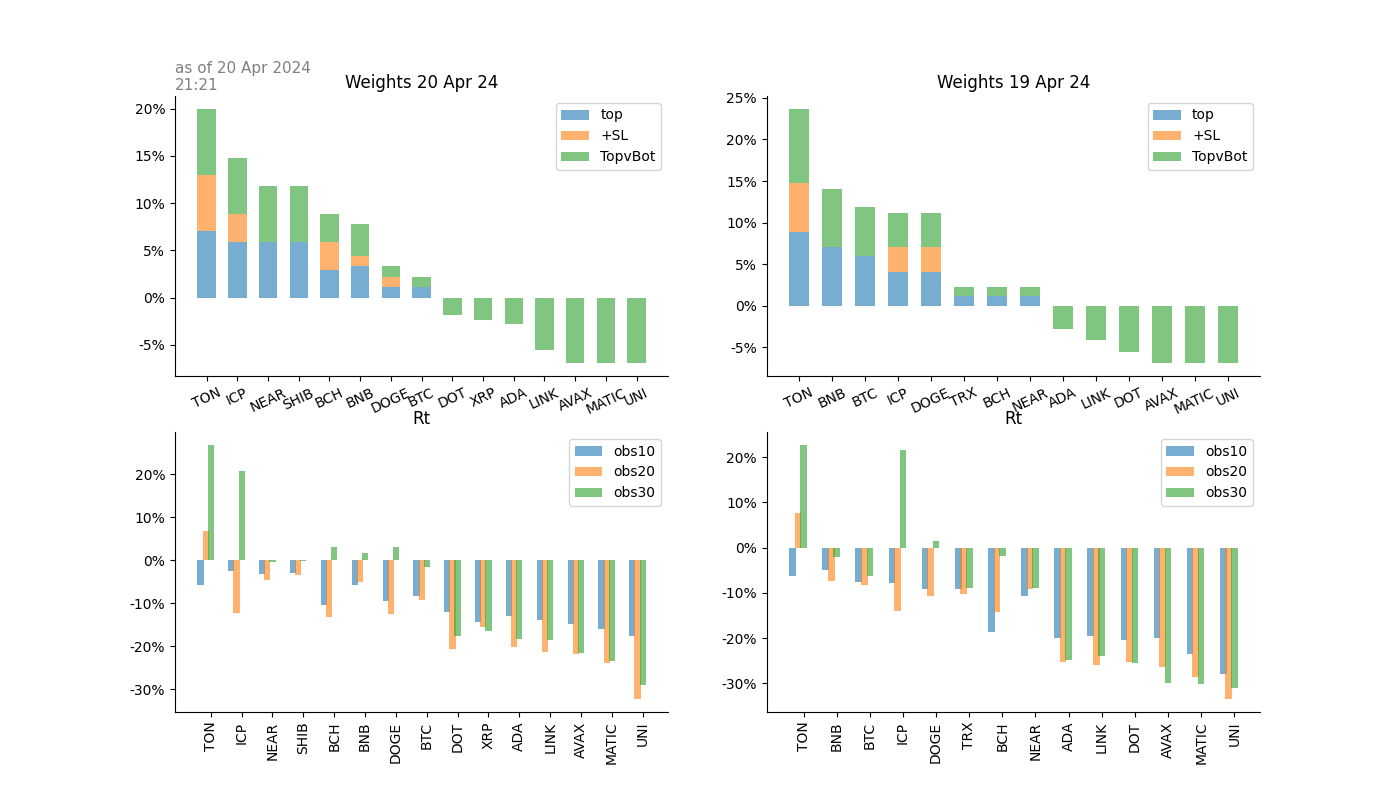 as of 20 Apr 2024
21:21
Weights 20 Apr 24
20%
15%
10%
5%
0%
-5%
top
+SL
TopvBot
TON ICP NEAR SHIB BCH BNB DOGE BTC DOT XRP ADA LINK AVAX MATIC UNI
Weights 19 Apr 24
25%
20%
15%
10%
5%
0%
-5%
top
+SL
TopvBot
TON BNB BTC ICP DOGE TRX BCH NEAR ADA LINK DOT AVAX MATIC UNI
Rt
20%
10%
0%
-10%
-20%
-30%
obs10
obs20
obs30
TON ICP NEAR SHIB BCH BNB DOGE BTC DOT XRP ADA LINK AVAX MATIC UNI
Rt
20%
10%
0%
-10%
-20%
-30%
obs10
obs20
obs30
TON BNB BTC ICP DOGE TRX BCH NEAR ADA LINK DOT AVAX MATIC UNI